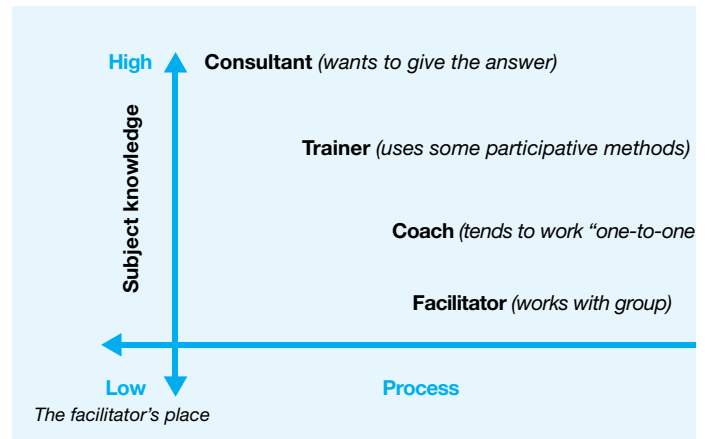 High Consultant (wants to give the answer)
Subject knowledge
Trainer (uses some participative methods)
Coach (tends to work “one-to-one
Facilitator (works with group)
Low Process
The facilitator’s place